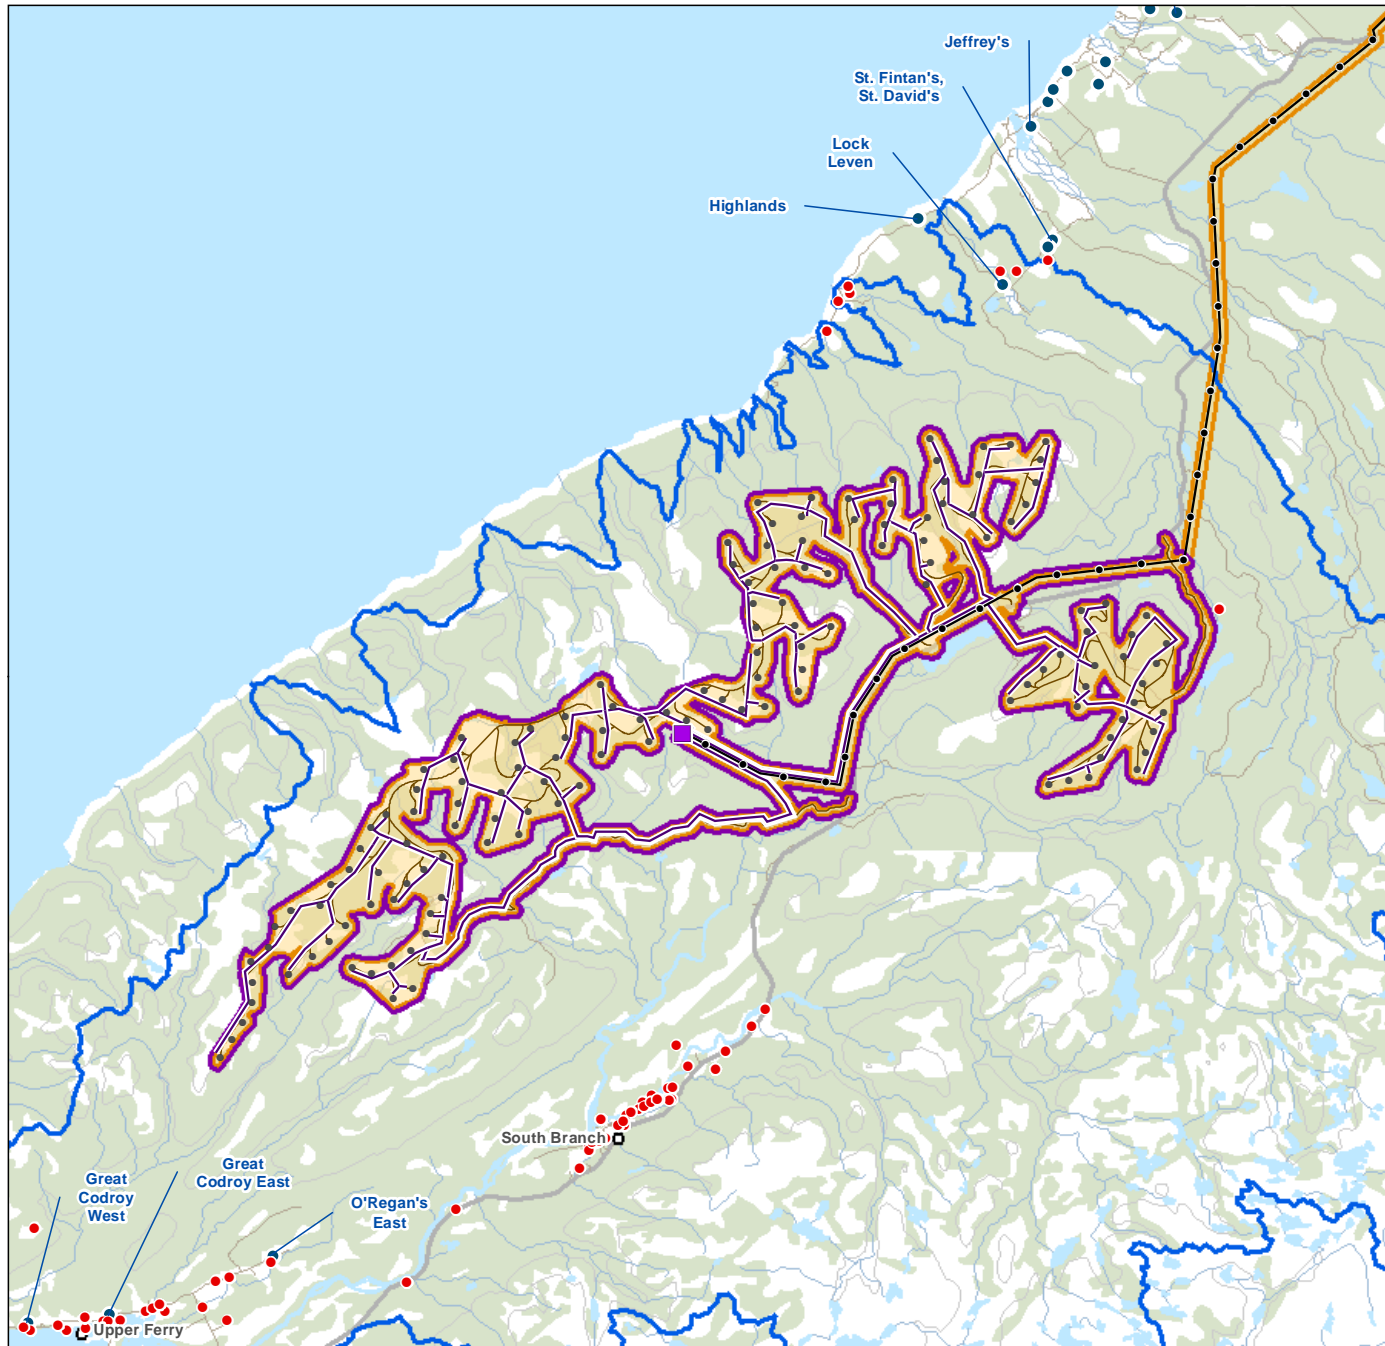 Jeffrey's
St. Fintan's,
St. David's
Lock
Leven
Highlands
South Branch
Great
Codroy East
Great
Codroy
West
O'Regan's
East
Upper Ferry